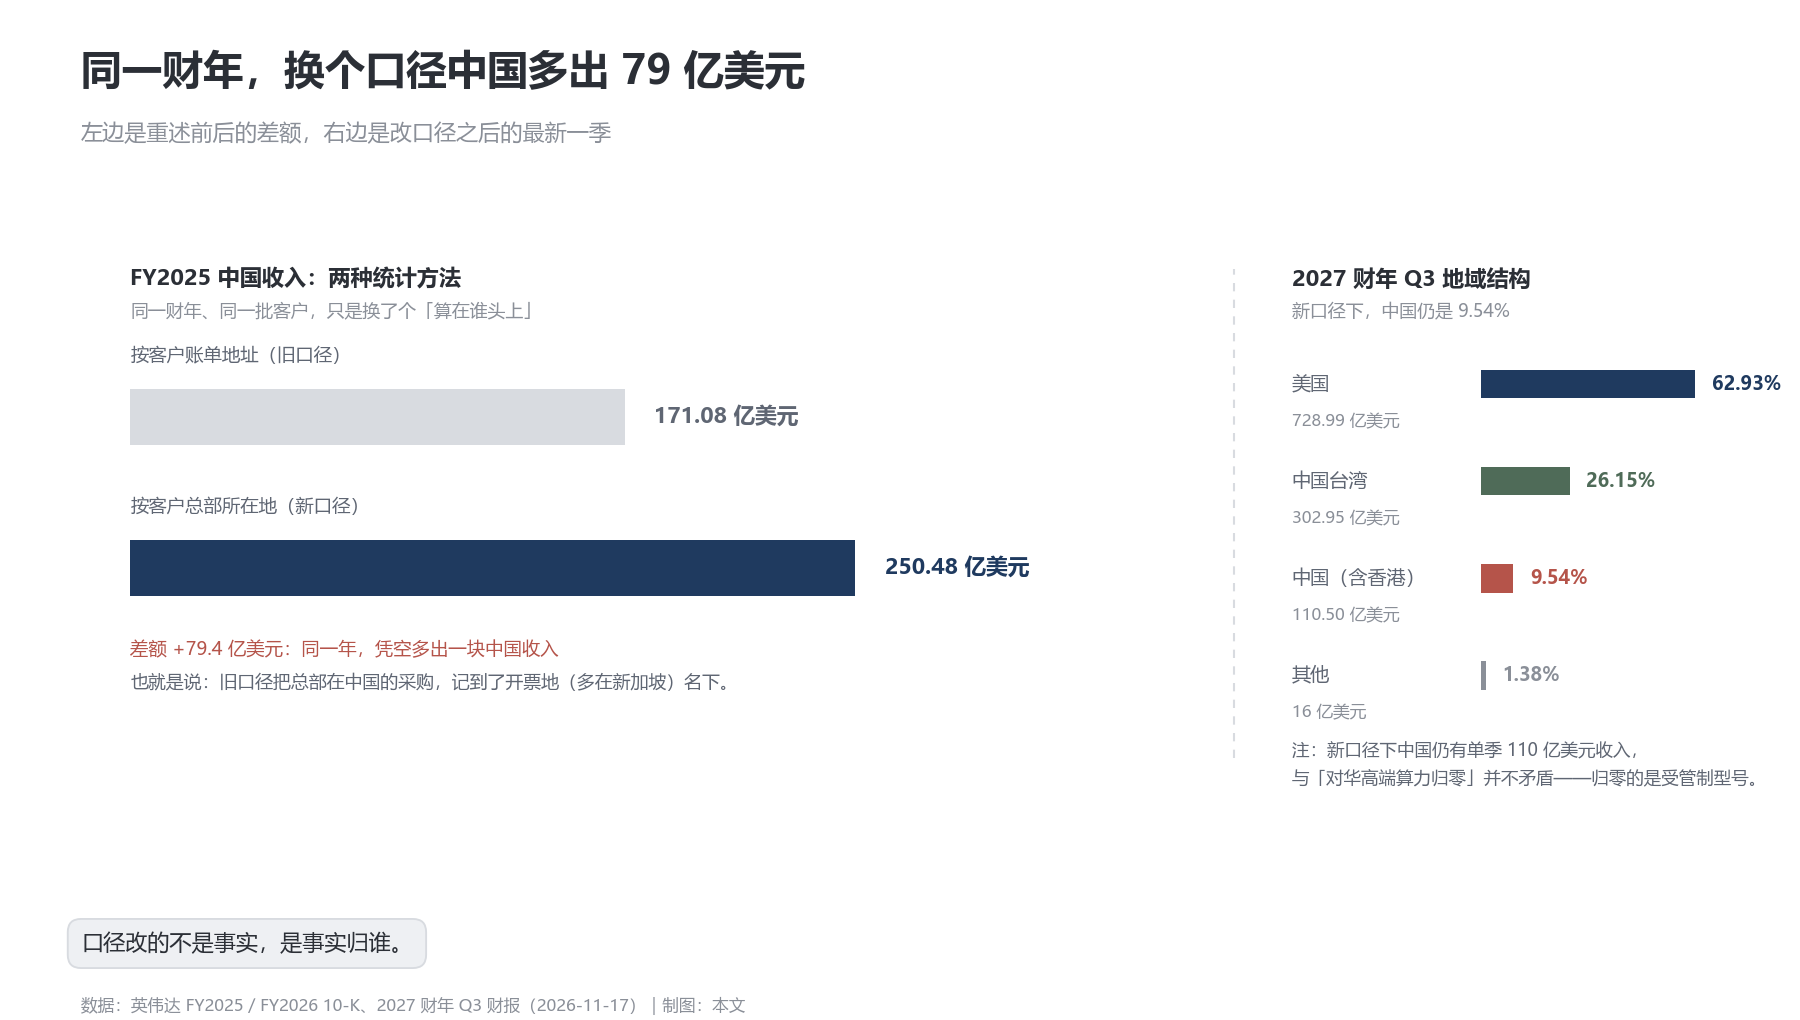 同一财年，换个口径中国多出 79 亿美元
左边是重述前后的差额，右边是改口径之后的最新一季
FY2025 中国收入：两种统计方法
同一财年、同一批客户，只是换了个「算在谁头上」
按客户账单地址（旧口径）
171.08 亿美元
按客户总部所在地（新口径）
250.48 亿美元
差额 +79.4 亿美元：同一年，凭空多出一块中国收入
也就是说：旧口径把总部在中国的采购，记到了开票地（多在新加坡）名下。
2027 财年 Q3 地域结构
新口径下，中国仍是 9.54%
美国
62.93%
728.99 亿美元
中国台湾
26.15%
302.95 亿美元
中国（含香港）
9.54%
110.50 亿美元
其他
1.38%
16 亿美元
注：新口径下中国仍有单季 110 亿美元收入，
与「对华高端算力归零」并不矛盾——归零的是受管制型号。
口径改的不是事实，是事实归谁。
数据：英伟达 FY2025 / FY2026 10-K、2027 财年 Q3 财报（2026-11-17） | 制图：本文